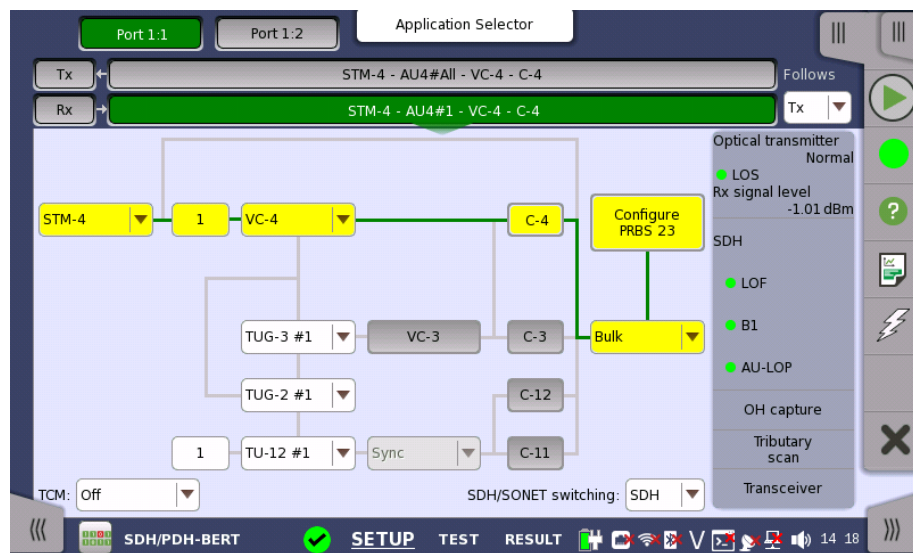 Port 1:1
Port 1:2
Application Selector
Tx
STM-4 - AU4#All - VC-4 - C-4
Follows
Rx
STM-4 - AU4#1 - VC-4 - C-4
Tx
Optical transmitter
Normal
LOS
Rx signal level
-1.01 dBm
STM-4
1
VC-4
C-4
Configure
PRBS 23
SDH
LOF
TUG-3 #1
VC-3
C-3
Bulk
B1
AU-LOP
TUG-2 #1
C-12
OH capture
1
TU-12 #1
Sync
C-11
Tributary
scan
TCM: Off
SDH/SONET switching: SDH
Transceiver
SDH/PDH-BERT
SETUP
TEST
RESULT
14 18